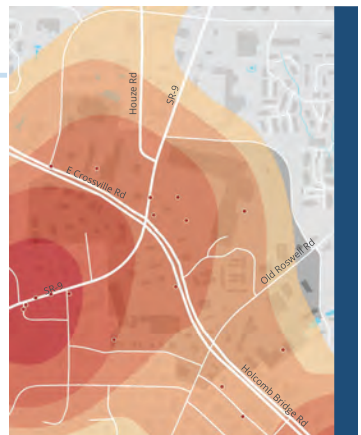 Houze Rd
SR-9
E Crossville Rd
Old Roswell Rd
SR-9
Holcomb Bridge Rd